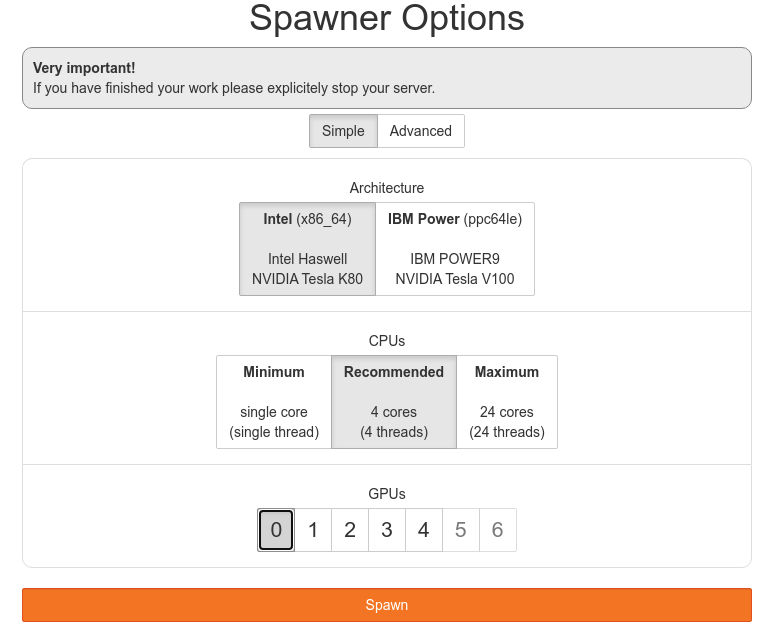 Spawner Options
Very important!
If you have finished your work please explicitely stop your server.
Simple
Advanced
Architecture
Intel (x86_64)
Intel Haswell
NVIDIA Tesla K80
IBM Power (ppc64le)
IBM POWER9
NVIDIA Tesla V100
CPUs
Minimum
single core
(single thread)
Recommended
4 cores
(4 threads)
Maximum
24 cores
(24 threads)
GPUs
0 1 2 3 4 5 6
Spawn